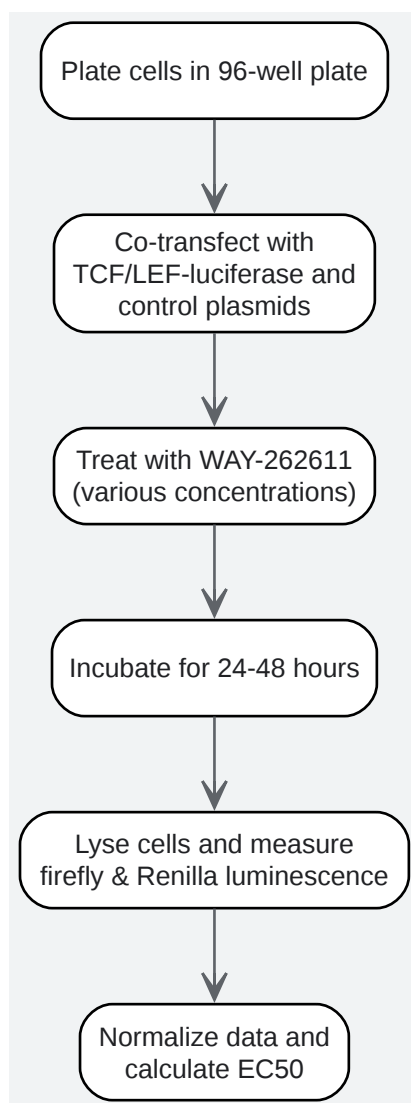 Plate cells in 96-well plate
Co-transfect with
TCF/LEF-luciferase and
control plasmids
Treat with WAY-262611
(various concentrations)
Incubate for 24-48 hours
Lyse cells and measure
firefly & Renilla luminescence
Normalize data and
calculate EC50